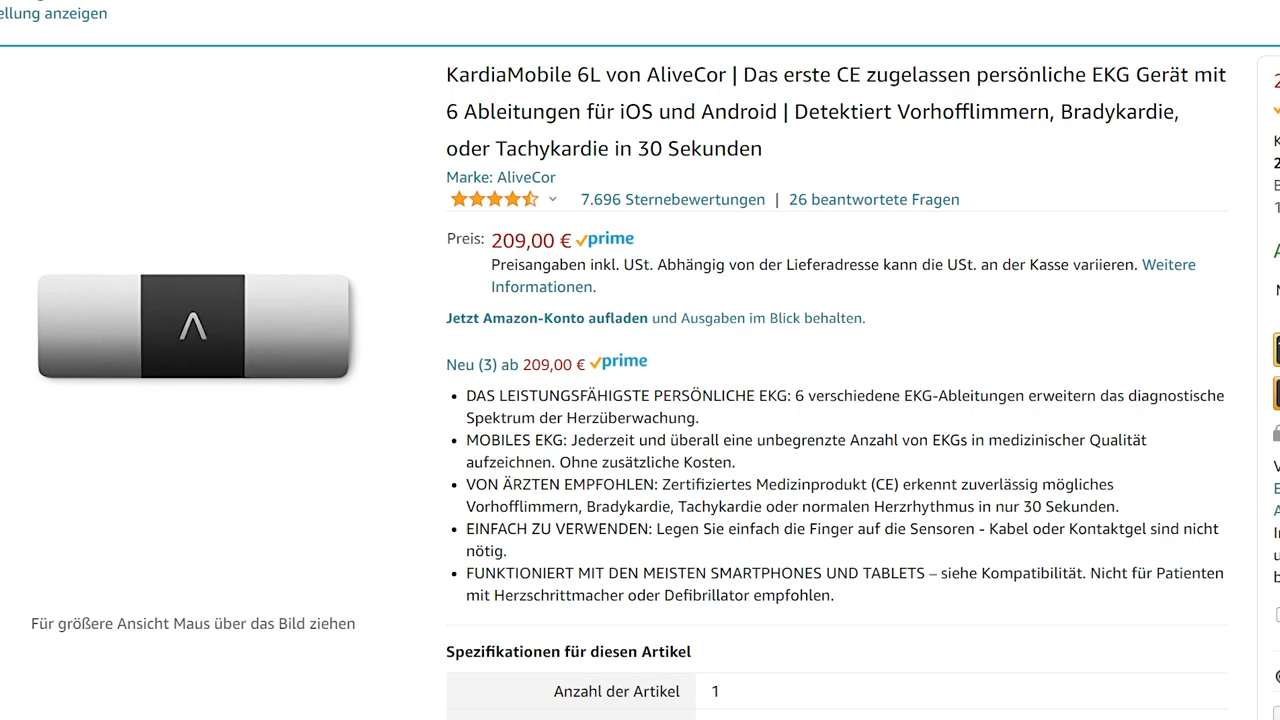 ellung anzeigen
KardiaMobile 6L von AliveCor | Das erste CE zugelassen persönliche EKG Gerät mit
6 Ableitungen für iOS und Android | Detektiert Vorhofflimmern, Bradykardie,
oder Tachykardie in 30 Sekunden
Marke: AliveCor
7.696 Sternebewertungen | 26 beantwortete Fragen
Preis: 209,00 € prime
Preisangaben inkl. USt. Abhängig von der Lieferadresse kann die USt. an der Kasse variieren. Weitere
Informationen.
Jetzt Amazon-Konto aufladen und Ausgaben im Blick behalten.
Neu (3) ab 209,00 € prime
• DAS LEISTUNGSFÄHIGSTE PERSÖNLICHE EKG: 6 verschiedene EKG-Ableitungen erweitern das diagnostische
Spektrum der Herzüberwachung.
• MOBILES EKG: Jederzeit und überall eine unbegrenzte Anzahl von EKGs in medizinischer Qualität
aufzeichnen. Ohne zusätzliche Kosten.
• VON ÄRZTEN EMPFOHLEN: Zertifiziertes Medizinprodukt (CE) erkennt zuverlässig mögliches
Vorhofflimmern, Bradykardie, Tachykardie oder normalen Herzrhythmus in nur 30 Sekunden.
• EINFACH ZU VERWENDEN: Legen Sie einfach die Finger auf die Sensoren - Kabel oder Kontaktgel sind nicht
nötig.
• FUNKTIONIERT MIT DEN MEISTEN SMARTPHONES UND TABLETS – siehe Kompatibilität. Nicht für Patienten
mit Herzschrittmacher oder Defibrillator empfohlen.
Für größere Ansicht Maus über das Bild ziehen
Spezifikationen für diesen Artikel
Anzahl der Artikel 1